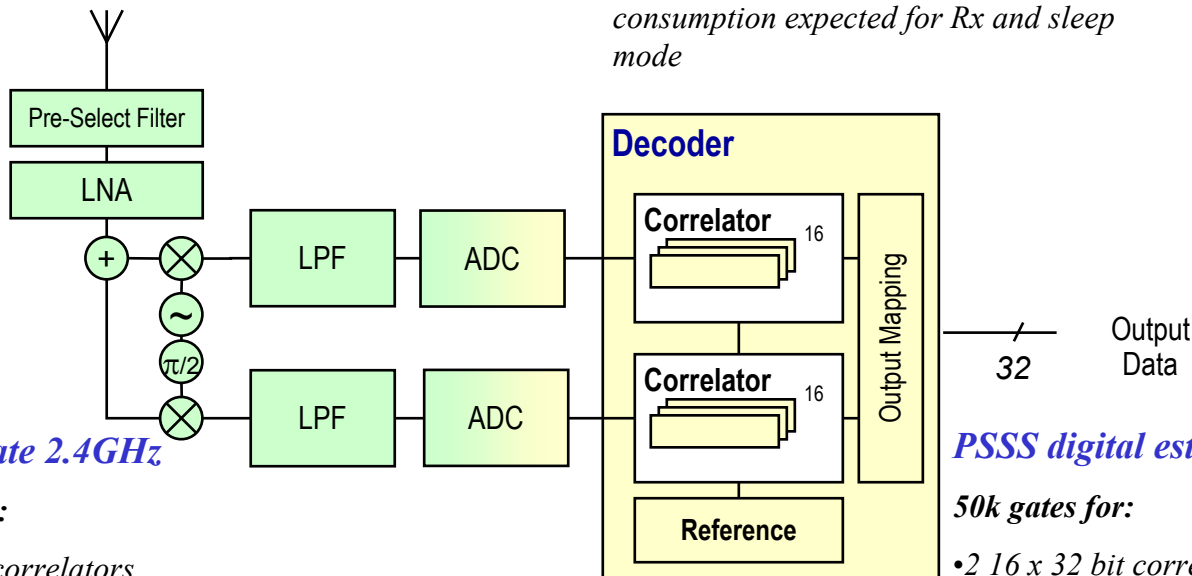 consumption expected for Rx and sleep
mode
Pre-Select Filter
LNA
+
~
π/2
LPF
ADC
LPF
ADC
Decoder
Correlator
16
Correlator
16
Reference
Output Mapping
32
Output
Data
ate 2.4GHz
:
correlators
PSSS digital est
50k gates for:
•2 16 x 32 bit corre